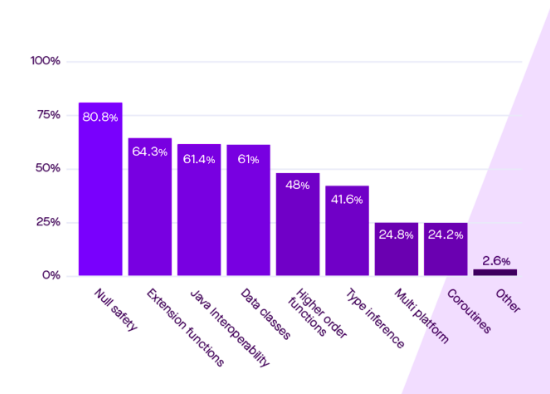 100%
75%
50%
25%
0%
80.8%
64.3%
61.4%
61%
48%
41.6%
24.8%
24.2%
2.6%
Null safety
Extension functions
Java Interoperability
Data classes
Higher order
functions
Type inference
Multi platform
Coroutines
Other